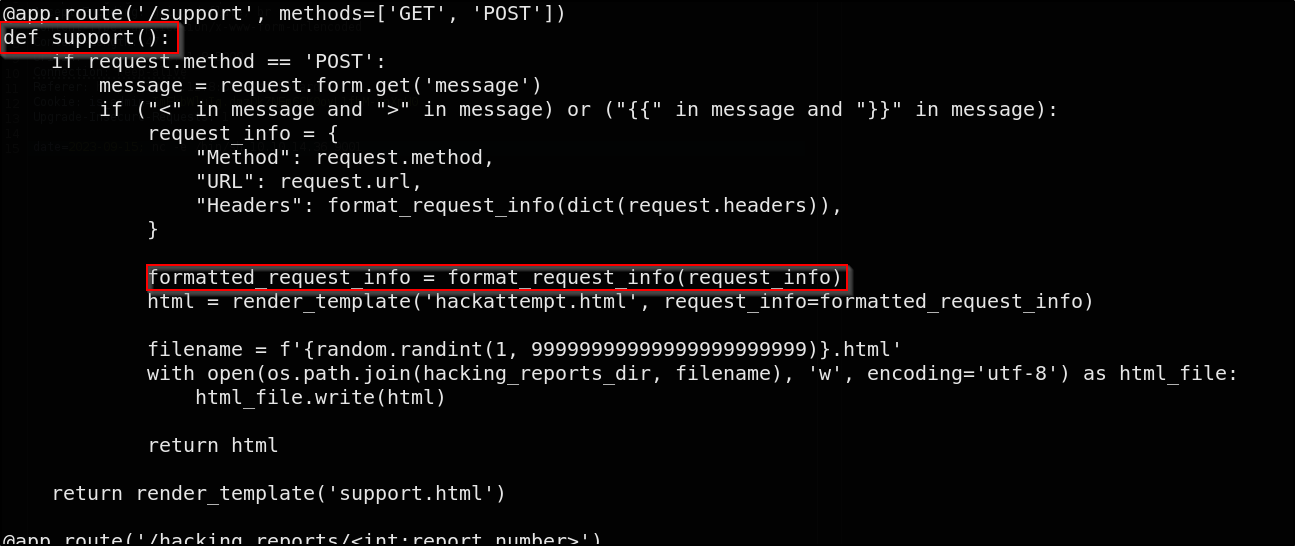 @app.route('/support', methods=['GET', 'POST'])
def support():
    if request.method == 'POST':
        message = request.form.get('message')
        if ("<" in message and ">" in message) or ("{{" in message and "}}" in message):
            request_info = {
                "Method": request.method,
                "URL": request.url,
                "Headers": format_request_info(dict(request.headers)),
            }
            formatted_request_info = format_request_info(request_info)
            html = render_template('hackattempt.html', request_info=formatted_request_info)
            filename = f'{random.randint(1, 99999999999999999999999)}.html'
            with open(os.path.join(hacking_reports_dir, filename), 'w', encoding='utf-8') as html_file:
                html_file.write(html)
            return html
    return render_template('support.html')
@app.route('/hacking_reports/<int:report_number>')